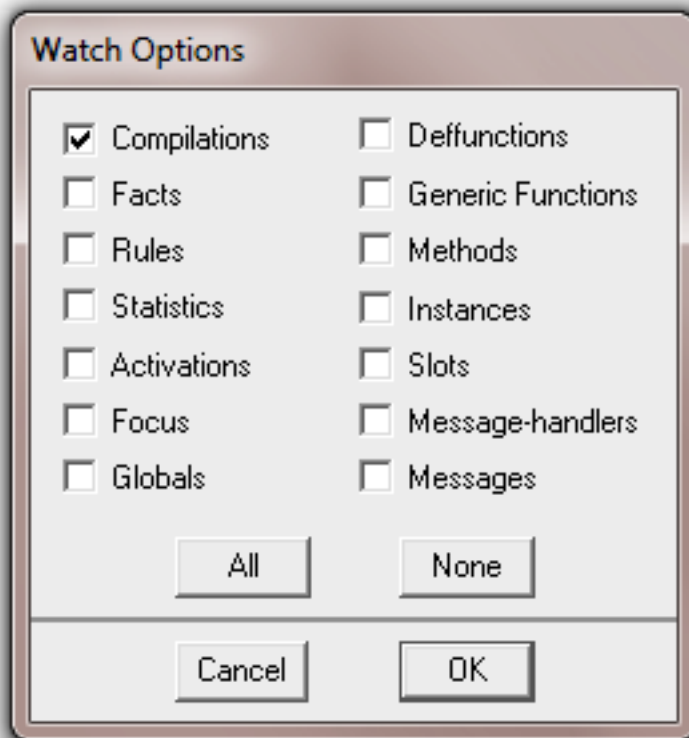 Watch Options
Compilations
Deffunctions
Facts
Generic Functions
Rules
Methods
Statistics
Instances
Activations
Slots
Focus
Message-handlers
Globals
Messages
All
None
Cancel
OK